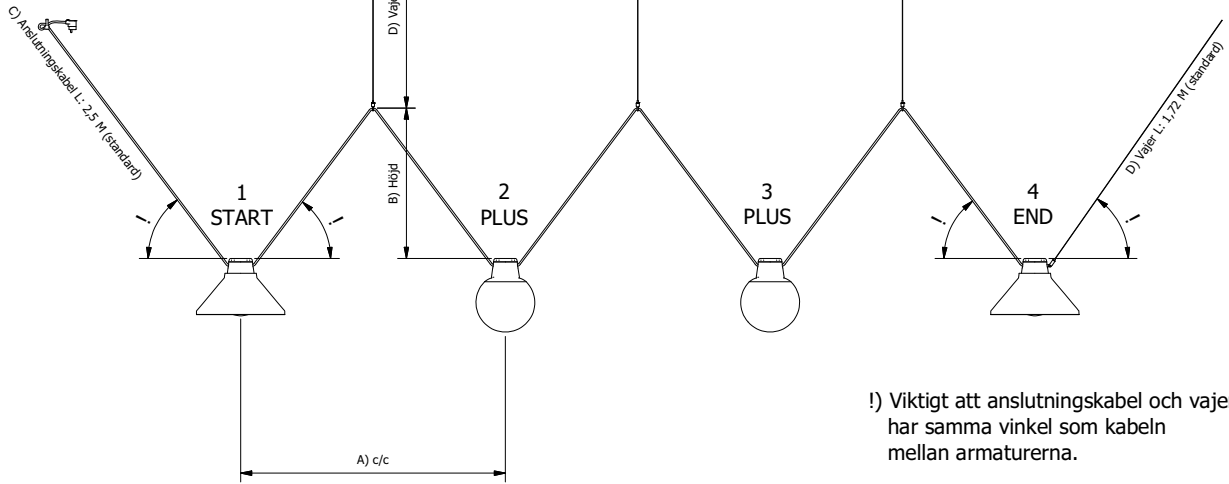 C) Anslutningskabel L: 2,5 M (standard)
D) Vaje
B) Höjd
D) Vajer L: 1,72 M (standard)
1
START
2
PLUS
3
PLUS
4
END
!
!
!
!
A) c/c
!) Viktigt att anslutningskabel och vaje
har samma vinkel som kabeln
mellan armaturerna.